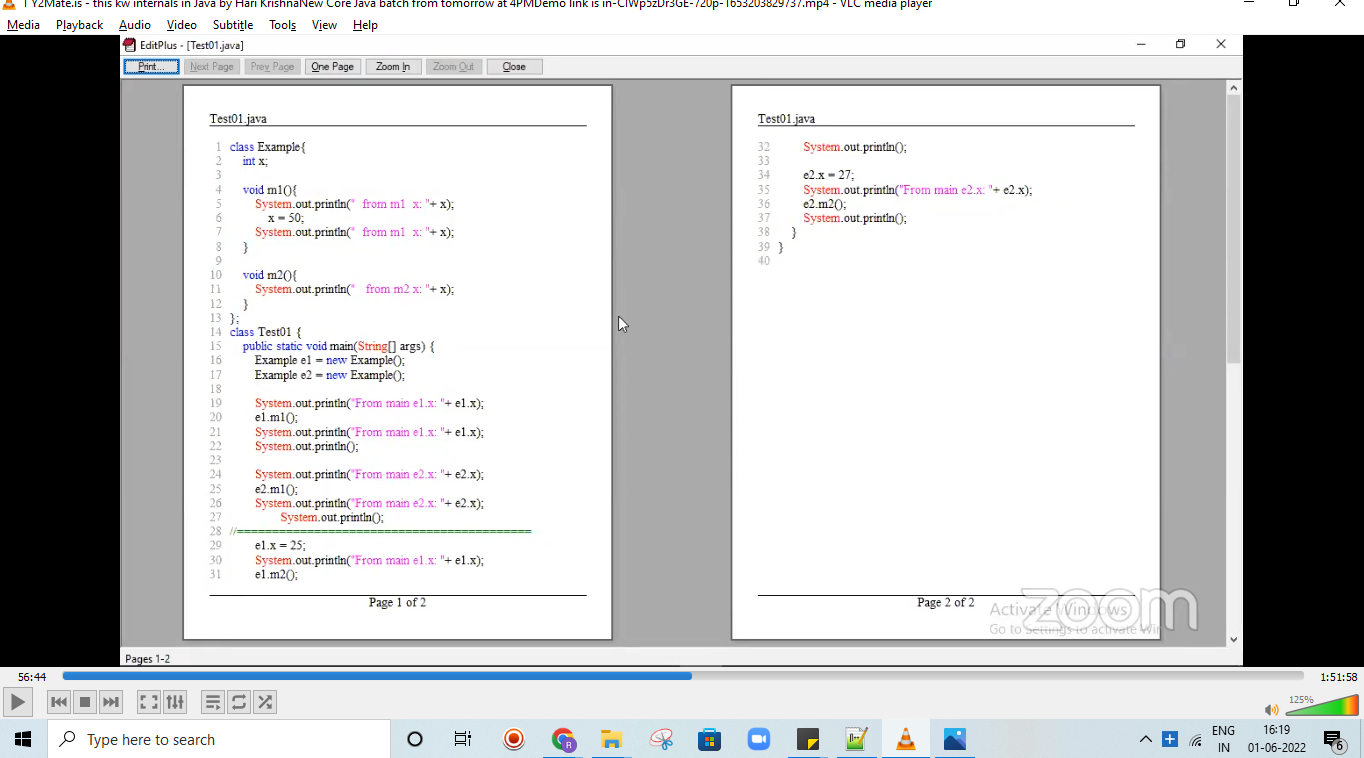 TY2Mate.is - this kw internals in Java by Hari KrishnaNew Core Java batch from tomorrow at 4PMDemo link is in-CIWp5zDr3GE-720p-1653203829737.mp4 - VLC media player
Media Playback Audio Video Subtitle Tools View Help
EditPlus - [Test01.java]
Print... Next Page Prev Page One Page Zoom In Zoom Out Close
Test01.java
1 class Example{
2 int x;
3
4 void m1(){
5 System.out.println("  from m1  x: "+ x);
6 x = 50;
7 System.out.println("  from m1  x: "+ x);
8 }
9
10 void m2(){
11 System.out.println("   from m2 x: "+ x);
12 }
13 };
14 class Test01 {
15 public static void main(String[] args) {
16 Example e1 = new Example();
17 Example e2 = new Example();
18
19 System.out.println("From main e1.x: "+ e1.x);
20 e1.m1();
21 System.out.println("From main e1.x: "+ e1.x);
22 System.out.println();
23
24 System.out.println("From main e2.x: "+ e2.x);
25 e2.m1();
26 System.out.println("From main e2.x: "+ e2.x);
27 System.out.println();
28 //==========================================
29 e1.x = 25;
30 System.out.println("From main e1.x: "+ e1.x);
31 e1.m2();
Page 1 of 2
Test01.java
32 System.out.println();
33
34 e2.x = 27;
35 System.out.println("From main e2.x: "+ e2.x);
36 e2.m2();
37 System.out.println();
38 }
39 }
40
Page 2 of 2
zoom
Activate Windows
Go to Settings to activate Wi
Pages 1-2
56:44 1:51:58
125%
Type here to search
R
ENG
IN
16:19
01-06-2022
6